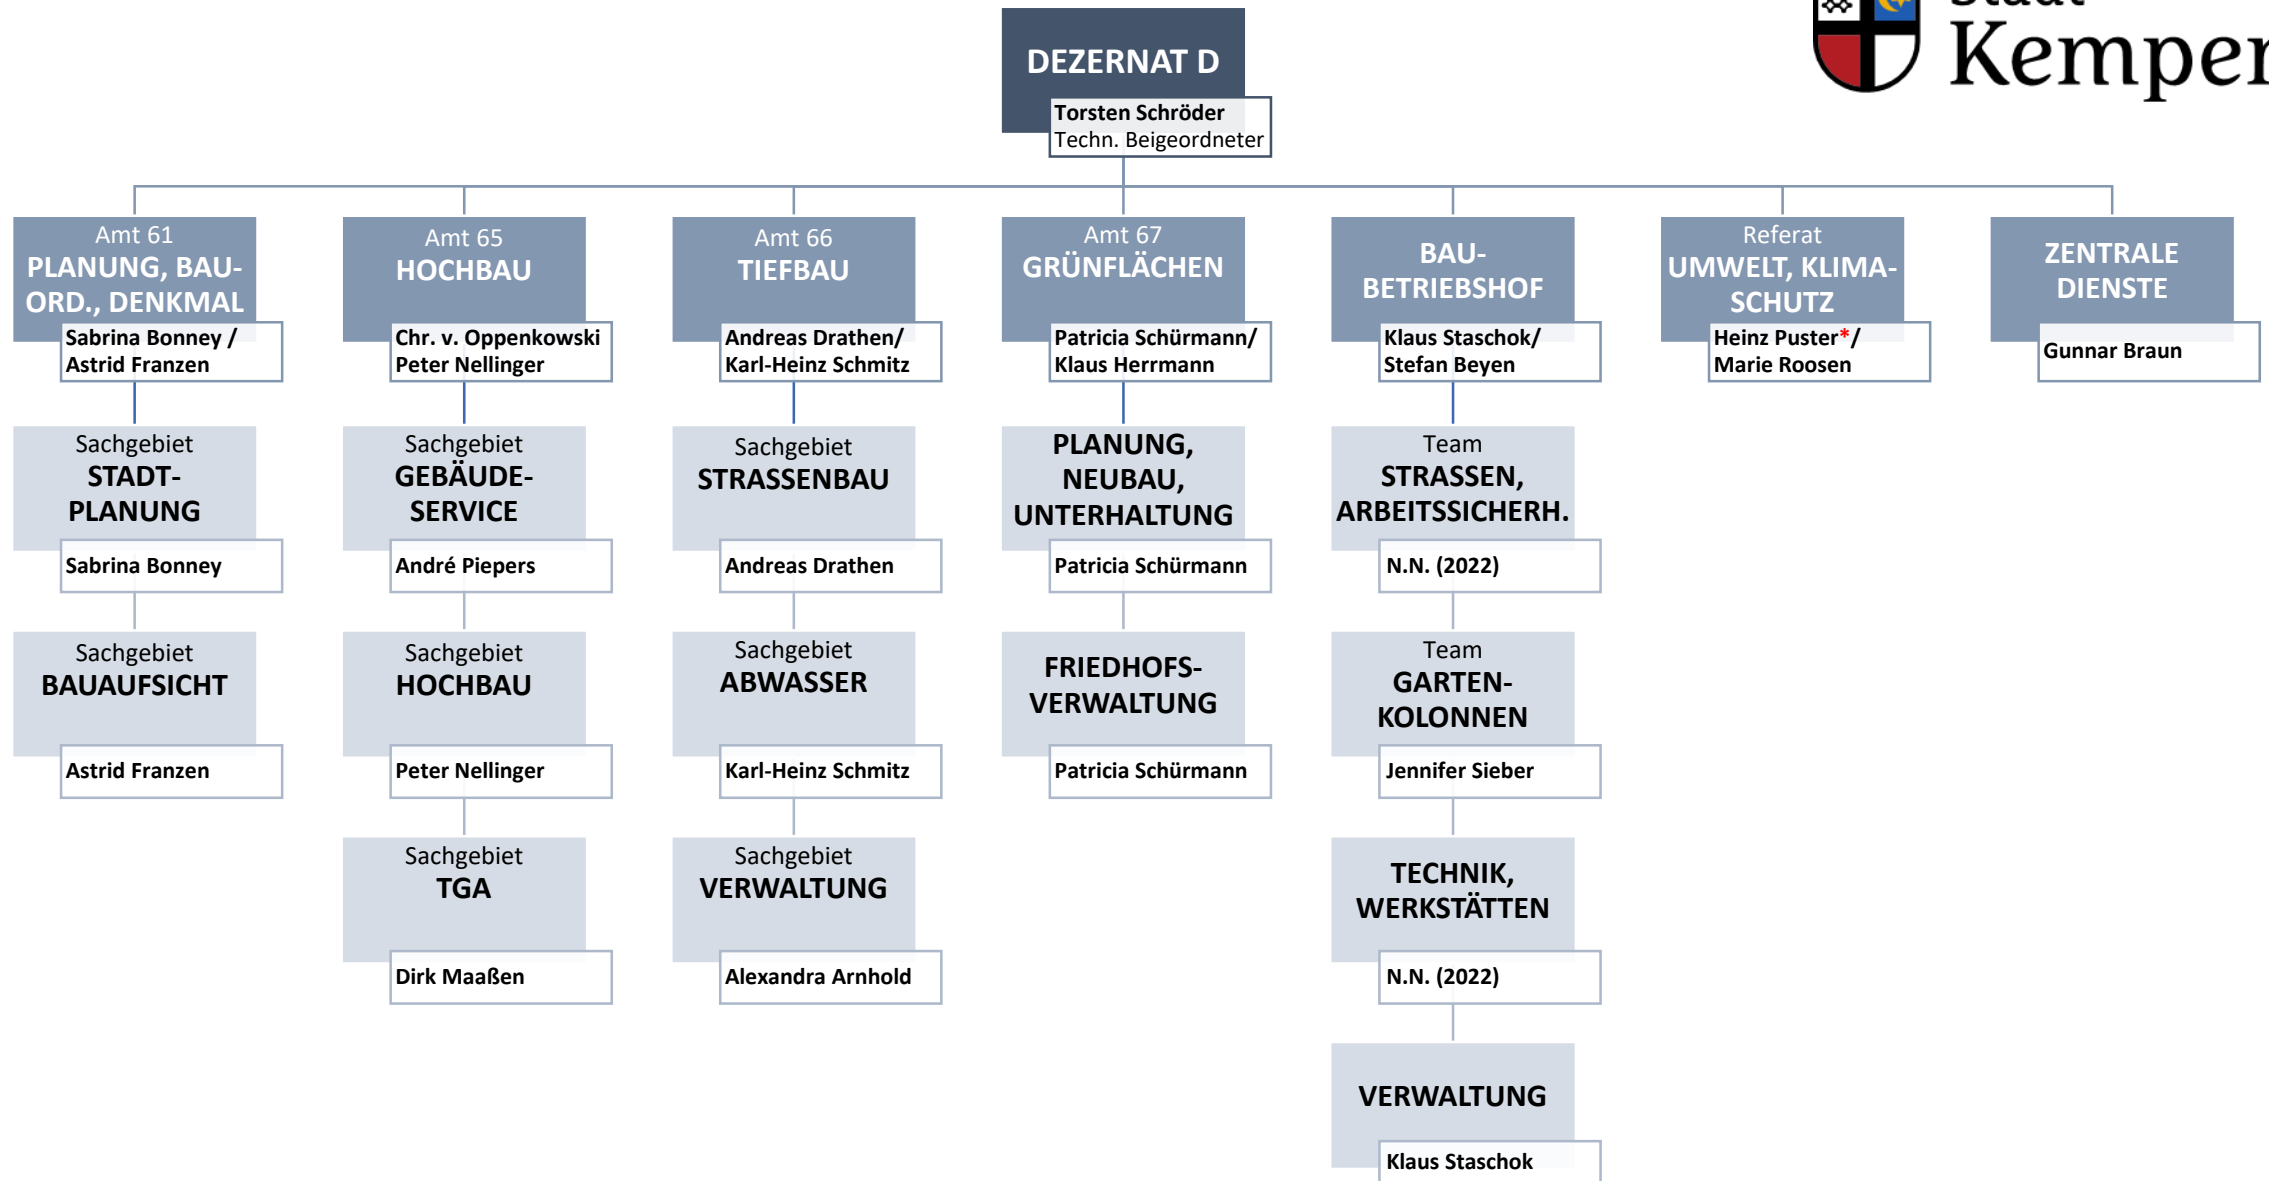 Stadt
Kempen
DEZERNAT D
Torsten Schröder
Techn. Beigeordneter
Amt 61
PLANUNG, BAU-
ORD., DENKMAL
Sabrina Bonney /
Astrid Franzen
Sachgebiet
STADT-
PLANUNG
Sabrina Bonney
Sachgebiet
BAUAUFSICHT
Astrid Franzen
Amt 65
HOCHBAU
Chr. v. Oppenkowski
Peter Nellinger
Sachgebiet
GEBÄUDE-
SERVICE
André Piepers
Sachgebiet
HOCHBAU
Peter Nellinger
Sachgebiet
TGA
Dirk Maaßen
Amt 66
TIEFBAU
Andreas Drathen/
Karl-Heinz Schmitz
Sachgebiet
STRASSENBAU
Andreas Drathen
Sachgebiet
ABWASSER
Karl-Heinz Schmitz
Sachgebiet
VERWALTUNG
Alexandra Arnhold
Amt 67
GRÜNFLÄCHEN
Patricia Schürmann/
Klaus Herrmann
PLANUNG,
NEUBAU,
UNTERHALTUNG
Patricia Schürmann
FRIEDHOFS-
VERWALTUNG
Patricia Schürmann
BAU-
BETRIEBSHOF
Klaus Staschok/
Stefan Beyen
Team
STRASSEN,
ARBEITSSICHERH.
N.N. (2022)
Team
GARTEN-
KOLONNEN
Jennifer Sieber
TECHNIK,
WERKSTÄTTEN
N.N. (2022)
VERWALTUNG
Klaus Staschok
Referat
UMWELT, KLIMA-
SCHUTZ
Heinz Puster*/
Marie Roosen
ZENTRALE
DIENSTE
Gunnar Braun